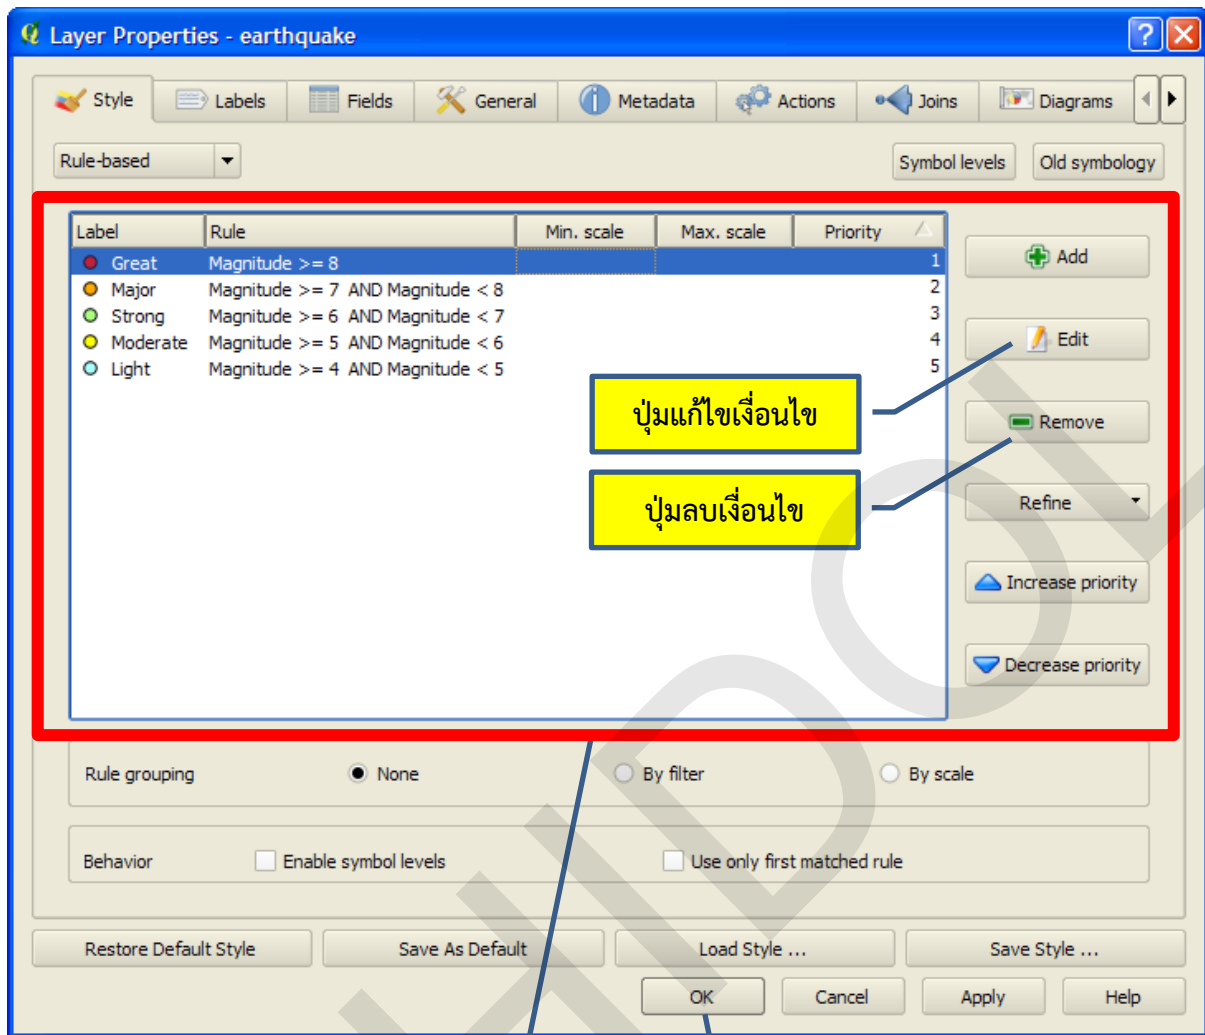 Layer Properties - earthquake
Style Labels Fields General Metadata Actions Joins Diagrams
Rule-based Symbol levels Old symbology
Label Rule Min. scale Max. scale Priority
Great Magnitude >= 8 1
Major Magnitude >= 7 AND Magnitude < 8 2
Strong Magnitude >= 6 AND Magnitude < 7 3
Moderate Magnitude >= 5 AND Magnitude < 6 4
Light Magnitude >= 4 AND Magnitude < 5 5
Add
Edit
ปุ่มแก้ไขเงื่อนไข
Remove
ปุ่มลบเงื่อนไข
Refine
Increase priority
Decrease priority
Rule grouping None By filter By scale
Behavior Enable symbol levels Use only first matched rule
Restore Default Style Save As Default Load Style ... Save Style ...
OK Cancel Apply Help